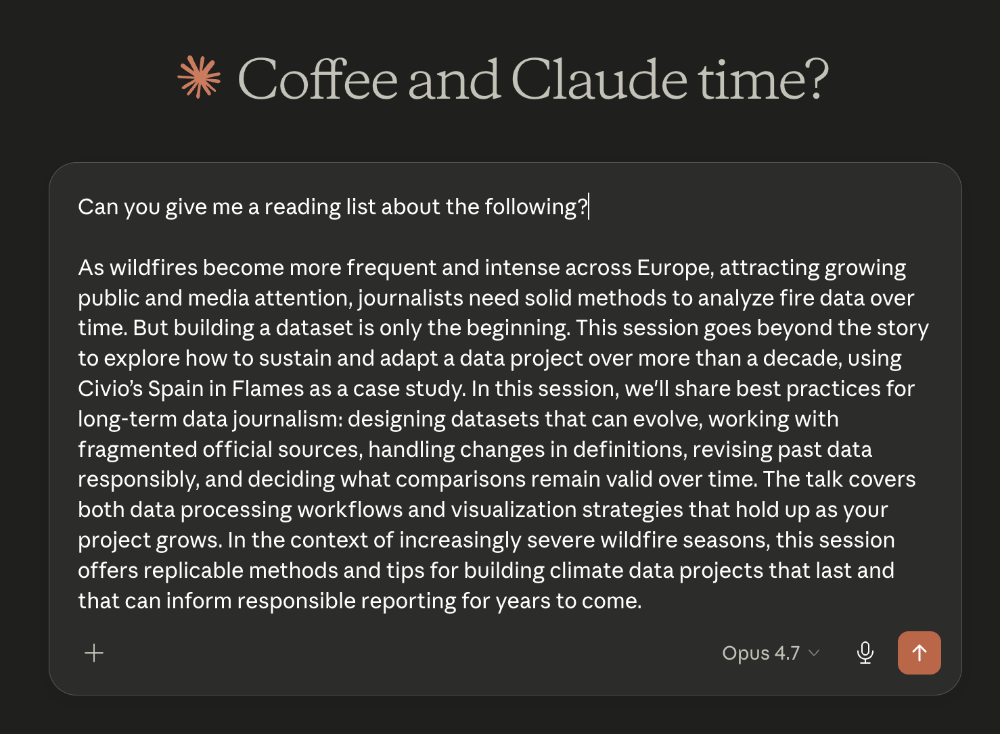 Coffee and Claude time?
Can you give me a reading list about the following?
As wildfires become more frequent and intense across Europe, attracting growing
public and media attention, journalists need solid methods to analyze fire data over
time. But building a dataset is only the beginning. This session goes beyond the story
to explore how to sustain and adapt a data project over more than a decade, using
Civio’s Spain in Flames as a case study. In this session, we’ll share best practices for
long-term data journalism: designing datasets that can evolve, working with
fragmented official sources, handling changes in definitions, revising past data
responsibly, and deciding what comparisons remain valid over time. The talk covers
both data processing workflows and visualization strategies that hold up as your
project grows. In the context of increasingly severe wildfire seasons, this session
offers replicable methods and tips for building climate data projects that last and
that can inform responsible reporting for years to come.
Opus 4.7